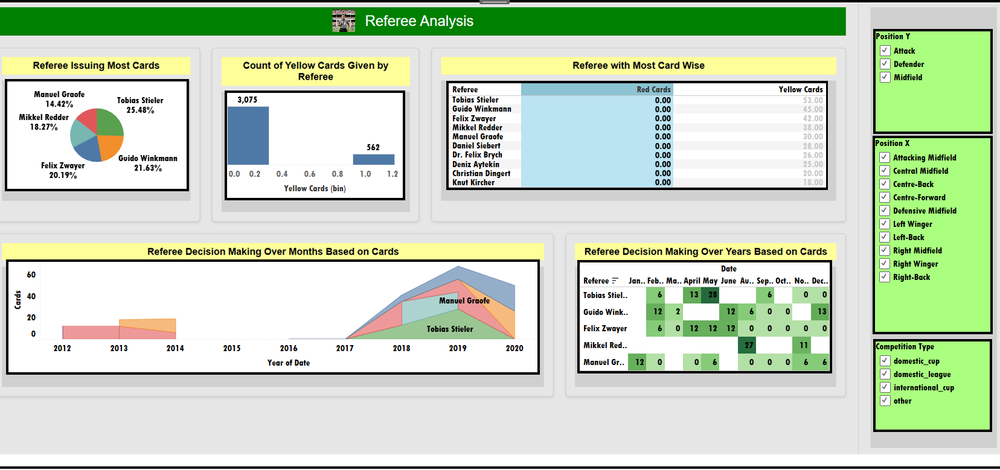 Referee Analysis
Referee Issuing Most Cards
Manuel Graofe
14.42%
Tobias Stieler
25.48%
Mikkel Redder
18.27%
Guido Winkmann
21.63%
Felix Zwayer
20.19%
Count of Yellow Cards Given by
Referee
3,075
562
0.0 0.2 0.4 0.6 0.8 1.0 1.2
Yellow Cards (bin)
Referee with Most Card Wise
Referee Red Cards Yellow Cards
Tobias Stieler 0.00 53.00
Guido Winkmann 0.00 45.00
Felix Zwayer 0.00 42.00
Mikkel Redder 0.00 38.00
Manuel Graofe 0.00 30.00
Daniel Siebert 0.00 28.00
Dr. Felix Brych 0.00 26.00
Deniz Aytekin 0.00 25.00
Christian Dingert 0.00 20.00
Knut Kircher 0.00 18.00
Referee Decision Making Over Months Based on Cards
60
40
20
0
Cards
Manuel Graofe
Tobias Stieler
2012 2013 2014 2015 2016 2017 2018 2019 2020
Year of Date
Referee Decision Making Over Years Based on Cards
Date
Referee Jan.. Feb.. Ma.. April May June Au.. Sep.. Oct.. No.. Dec..
Tobias Stiel.. 6 13 28 6 0 0
Guido Wink.. 12 2 12 6 0 0 13
Felix Zwayer 6 0 12 12 12 0 0 0 0 0
Mikkel Red.. 27 11
Manuel Gr.. 12 0 0 6 0 0 0 6 6
Position Y
Attack
Defender
Midfield
Position X
Attacking Midfield
Central Midfield
Centre-Back
Centre-Forward
Defensive Midfield
Left Winger
Left-Back
Right Midfield
Right Winger
Right-Back
Competition Type
domestic_cup
domestic_league
international_cup
other